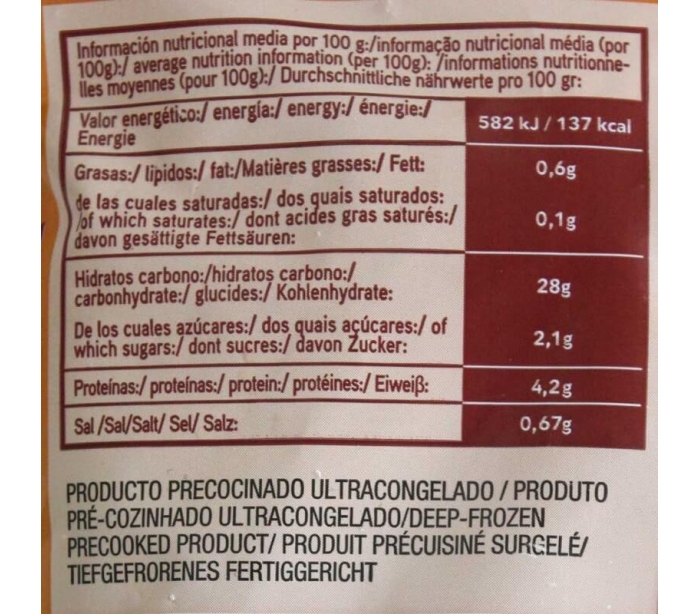 Información nutricional media por 100 g:/informação nutricional média (por
100g):/ average nutrition information (per 100g): /informations nutritionne-
lles moyennes (pour 100g):/ Durchschnittliche nährwerte pro 100 gr:
Valor energético:/ energía:/ energy:/ énergie:/
Energie
582 kJ / 137 kcal
Grasas:/ lípidos:/ fat:/Matières grasses:/ Fett:
0,6g
de las cuales saturadas:/ dos quais saturados:
/of which saturates:/ dont acides gras saturés:/
davon gesättigte Fettsäuren:
0,1g
Hidratos carbono:/hidratos carbono:/
carbonhydrate:/ glucides:/ Kohlenhydrate:
28g
De los cuales azúcares:/ dos quais açúcares:/ of
which sugars:/ dont sucres:/ davon Zucker:
2,1g
Proteínas:/ proteínas:/ protein:/ protéines:/ Eiweiß:
4,2g
Sal /Sal/Salt/ Sel/ Salz:
0,67g
PRODUCTO PRECOCINADO ULTRACONGELADO / PRODUTO
PRÉ-COZINHADO ULTRACONGELADO/DEEP-FROZEN
PRECOOKED PRODUCT/ PRODUIT PRÉCUISINÉ SURGELÉ/
TIEFGEFRORENES FERTIGGERICHT